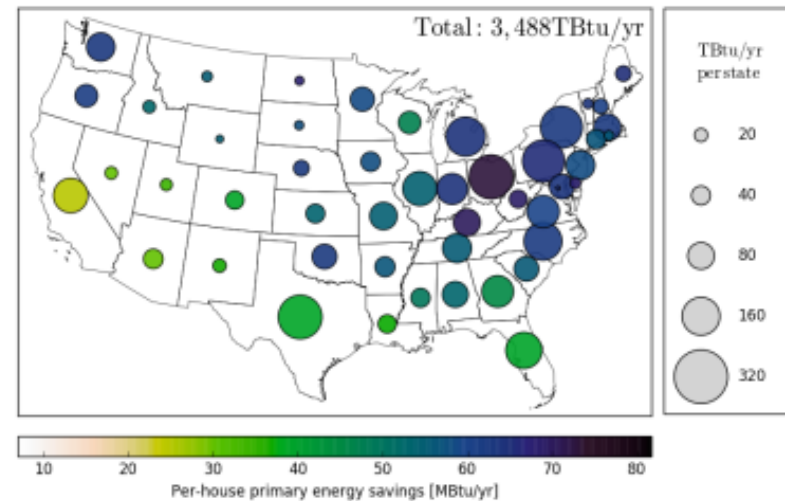 Total: 3,488TBtu/yr
TBtu/yr
per state
20
40
80
160
320
10 20 30 40 50 60 70 80
Per-house primary energy savings [MBtu/yr]